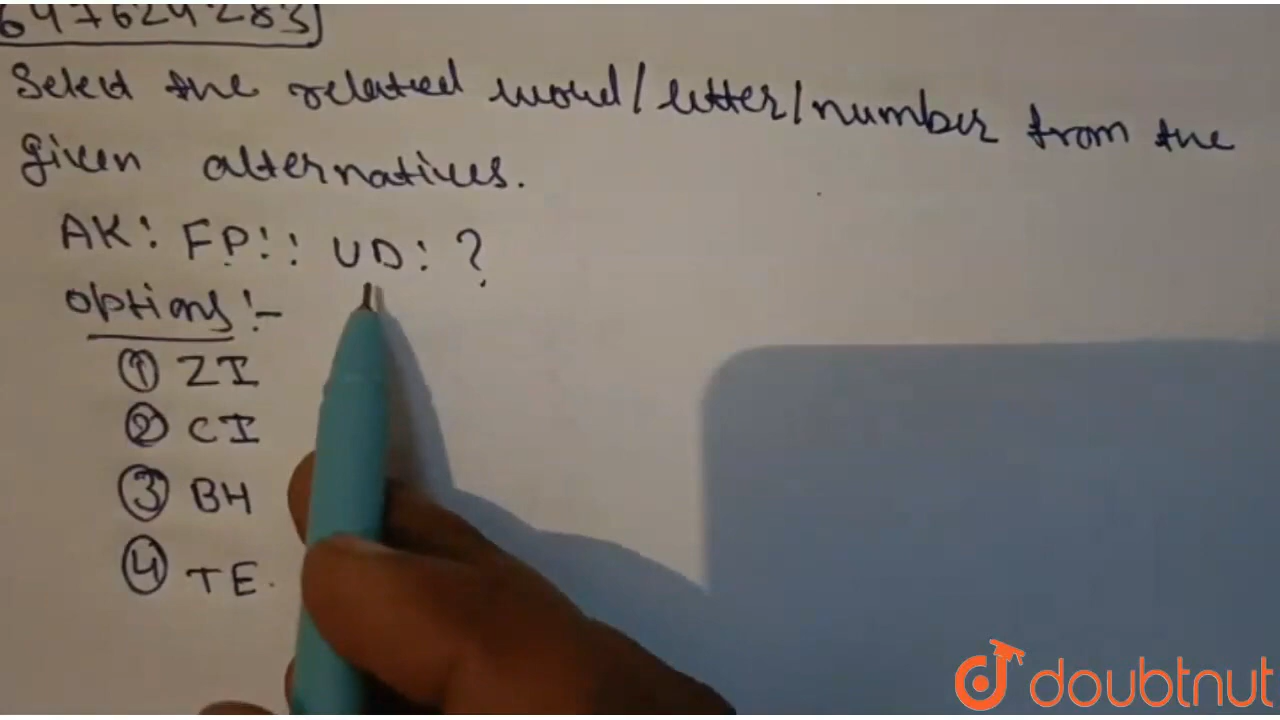 647624283
Select the related word/letter/number from the
given alternatives.
AK: FP:: UD: ?
Options:-
① ZI
② CI
③ BH
④ TE.
doubtnut